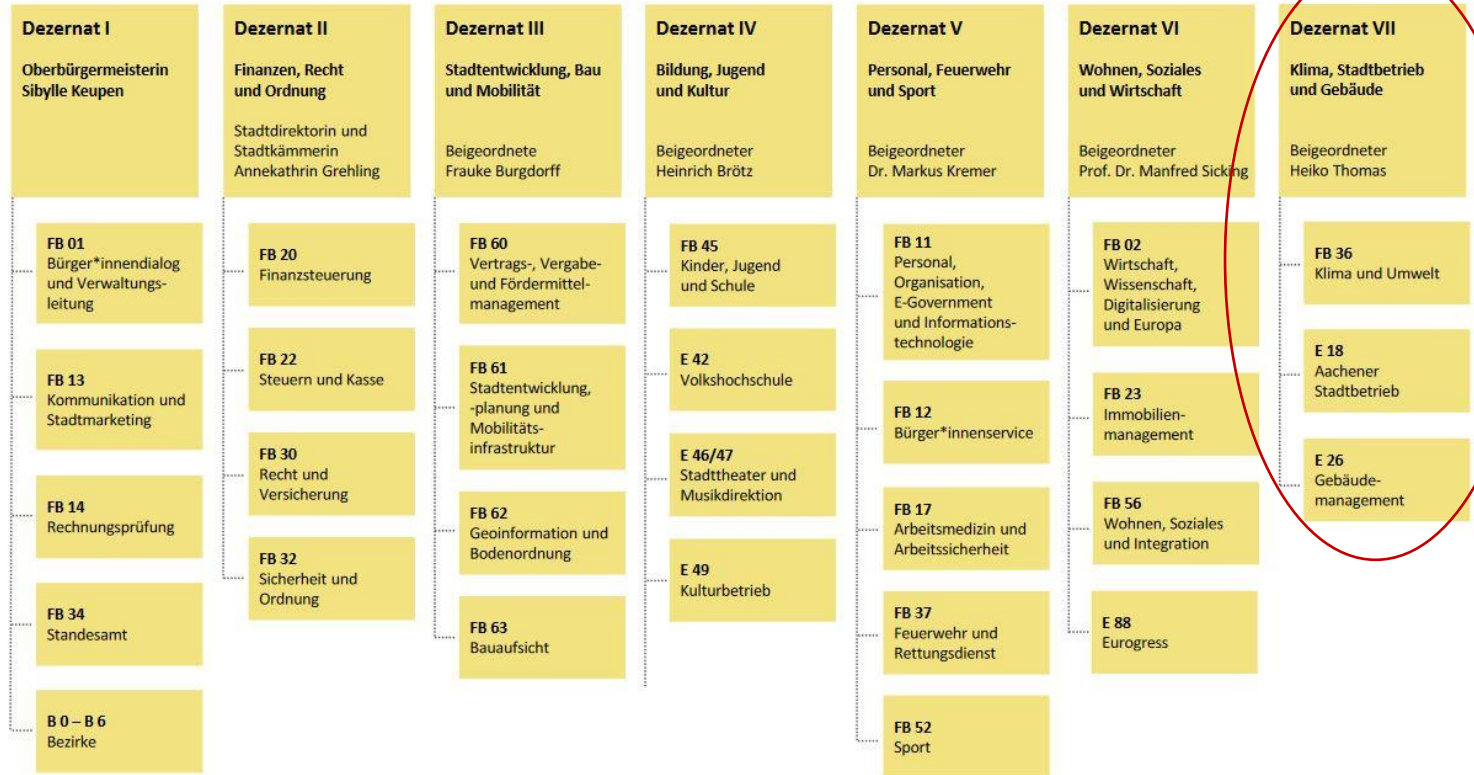 Dezernat I
Oberbürgermeisterin
Sibylle Keupen
FB 01
Bürger*innendialog
und Verwaltungs-
leitung
FB 13
Kommunikation und
Stadtmarketing
FB 14
Rechnungsprüfung
FB 34
Standesamt
B 0 – B 6
Bezirke
Dezernat II
Finanzen, Recht
und Ordnung
Stadtdirektorin und
Stadtkämmerin
Annekathrin Grehling
FB 20
Finanzsteuerung
FB 22
Steuern und Kasse
FB 30
Recht und
Versicherung
FB 32
Sicherheit und
Ordnung
Dezernat III
Stadtentwicklung, Bau
und Mobilität
Beigeordnete
Frauke Burgdorff
FB 60
Vertrags-, Vergabe-
und Fördermittel-
management
FB 61
Stadtentwicklung,
-planung und
Mobilitäts-
infrastruktur
FB 62
Geoinformation und
Bodenordnung
FB 63
Bauaufsicht
Dezernat IV
Bildung, Jugend
und Kultur
Beigeordneter
Heinrich Brötz
FB 45
Kinder, Jugend
und Schule
E 42
Volkshochschule
E 46/47
Stadttheater und
Musikdirektion
E 49
Kulturbetrieb
Dezernat V
Personal, Feuerwehr
und Sport
Beigeordneter
Dr. Markus Kremer
FB 11
Personal,
Organisation,
E-Government
und Informations-
technologie
FB 12
Bürger*innenservice
FB 17
Arbeitsmedizin und
Arbeitssicherheit
FB 37
Feuerwehr und
Rettungsdienst
FB 52
Sport
Dezernat VI
Wohnen, Soziales
und Wirtschaft
Beigeordneter
Prof. Dr. Manfred Sicking
FB 02
Wirtschaft,
Wissenschaft,
Digitalisierung
und Europa
FB 23
Immobilien-
management
FB 56
Wohnen, Soziales
und Integration
E 88
Eurogress
Dezernat VII
Klima, Stadtbetrieb
und Gebäude
Beigeordneter
Heiko Thomas
FB 36
Klima und Umwelt
E 18
Aachener
Stadtbetrieb
E 26
Gebäude-
management